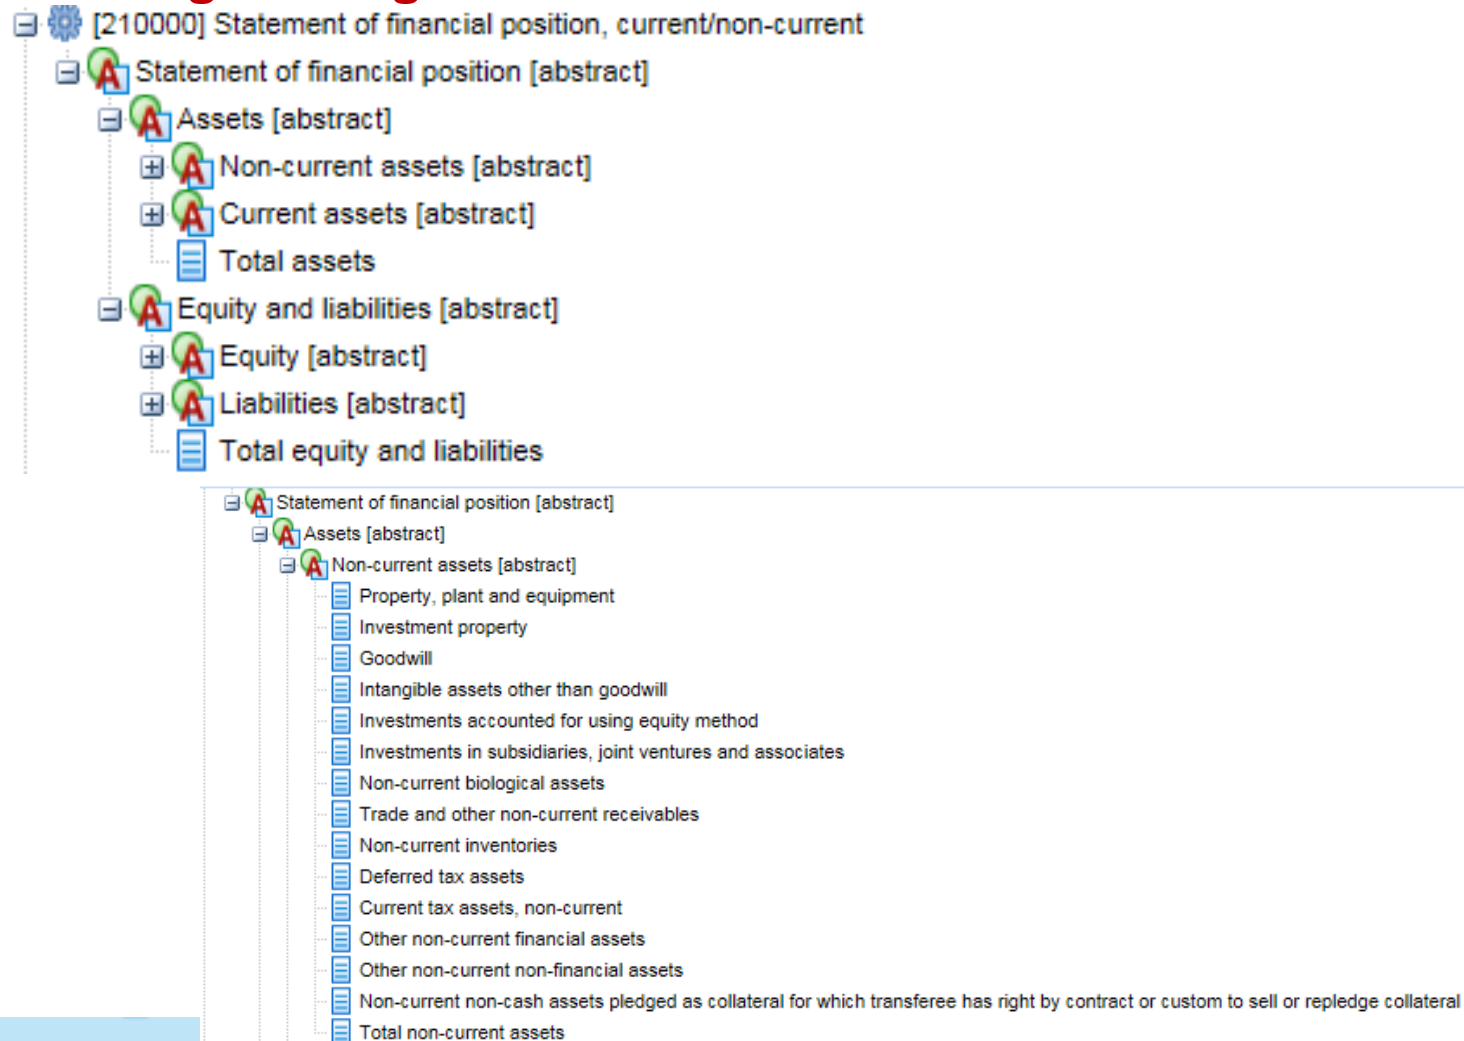 [210000] Statement of financial position, current/non-current
Statement of financial position [abstract]
Assets [abstract]
Non-current assets [abstract]
Current assets [abstract]
Total assets
Equity and liabilities [abstract]
Equity [abstract]
Liabilities [abstract]
Total equity and liabilities
Statement of financial position [abstract]
Assets [abstract]
Non-current assets [abstract]
Property, plant and equipment
Investment property
Goodwill
Intangible assets other than goodwill
Investments accounted for using equity method
Investments in subsidiaries, joint ventures and associates
Non-current biological assets
Trade and other non-current receivables
Non-current inventories
Deferred tax assets
Current tax assets, non-current
Other non-current financial assets
Other non-current non-financial assets
Non-current non-cash assets pledged as collateral for which transferee has right by contract or custom to sell or repledge collateral
Total non-current assets